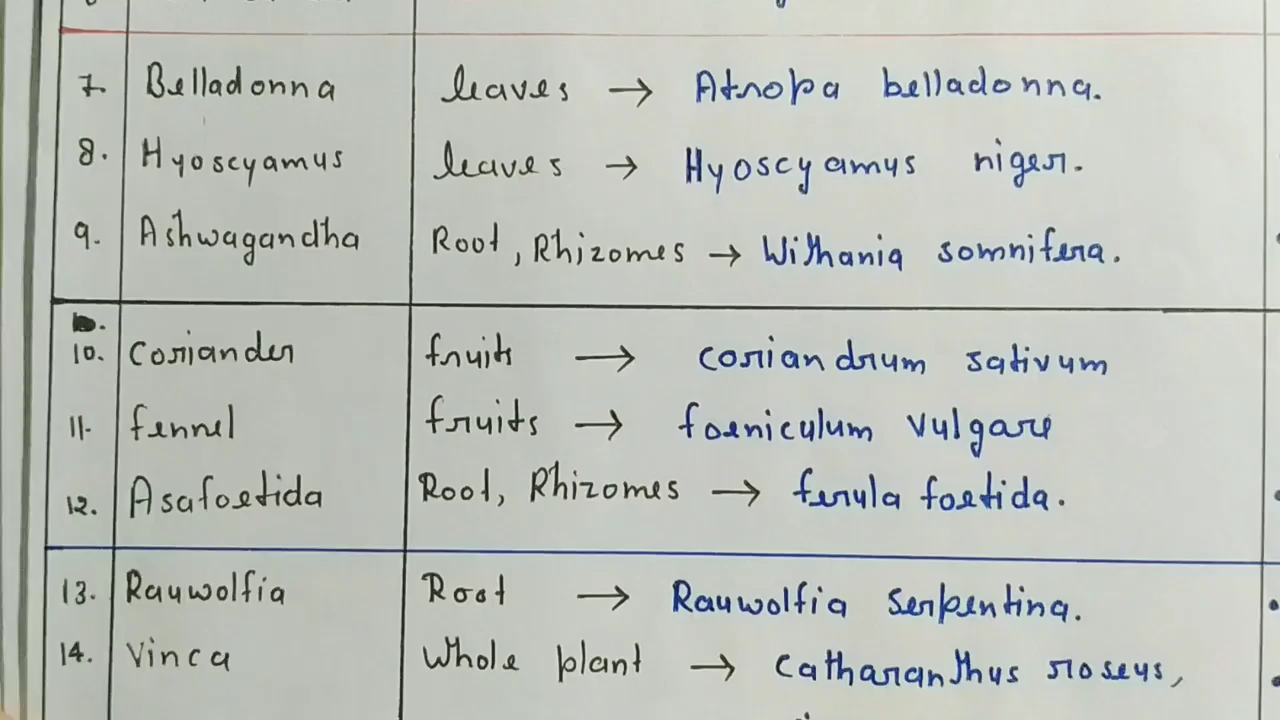 7. Belladonna leaves → Atropa belladonna.
8. Hyoscyamus leaves → Hyoscyamus niger.
9. Ashwagandha Root, Rhizomes → Withania somnifera.
10. Coriander fruits → coriandrum sativum
11. fennel fruits → foeniculum vulgare
12. Asafoetida Root, Rhizomes → ferula foetida.
13. Rauwolfia Root → Rauwolfia serpentina.
14. Vinca Whole plant → Catharanthus roseus,